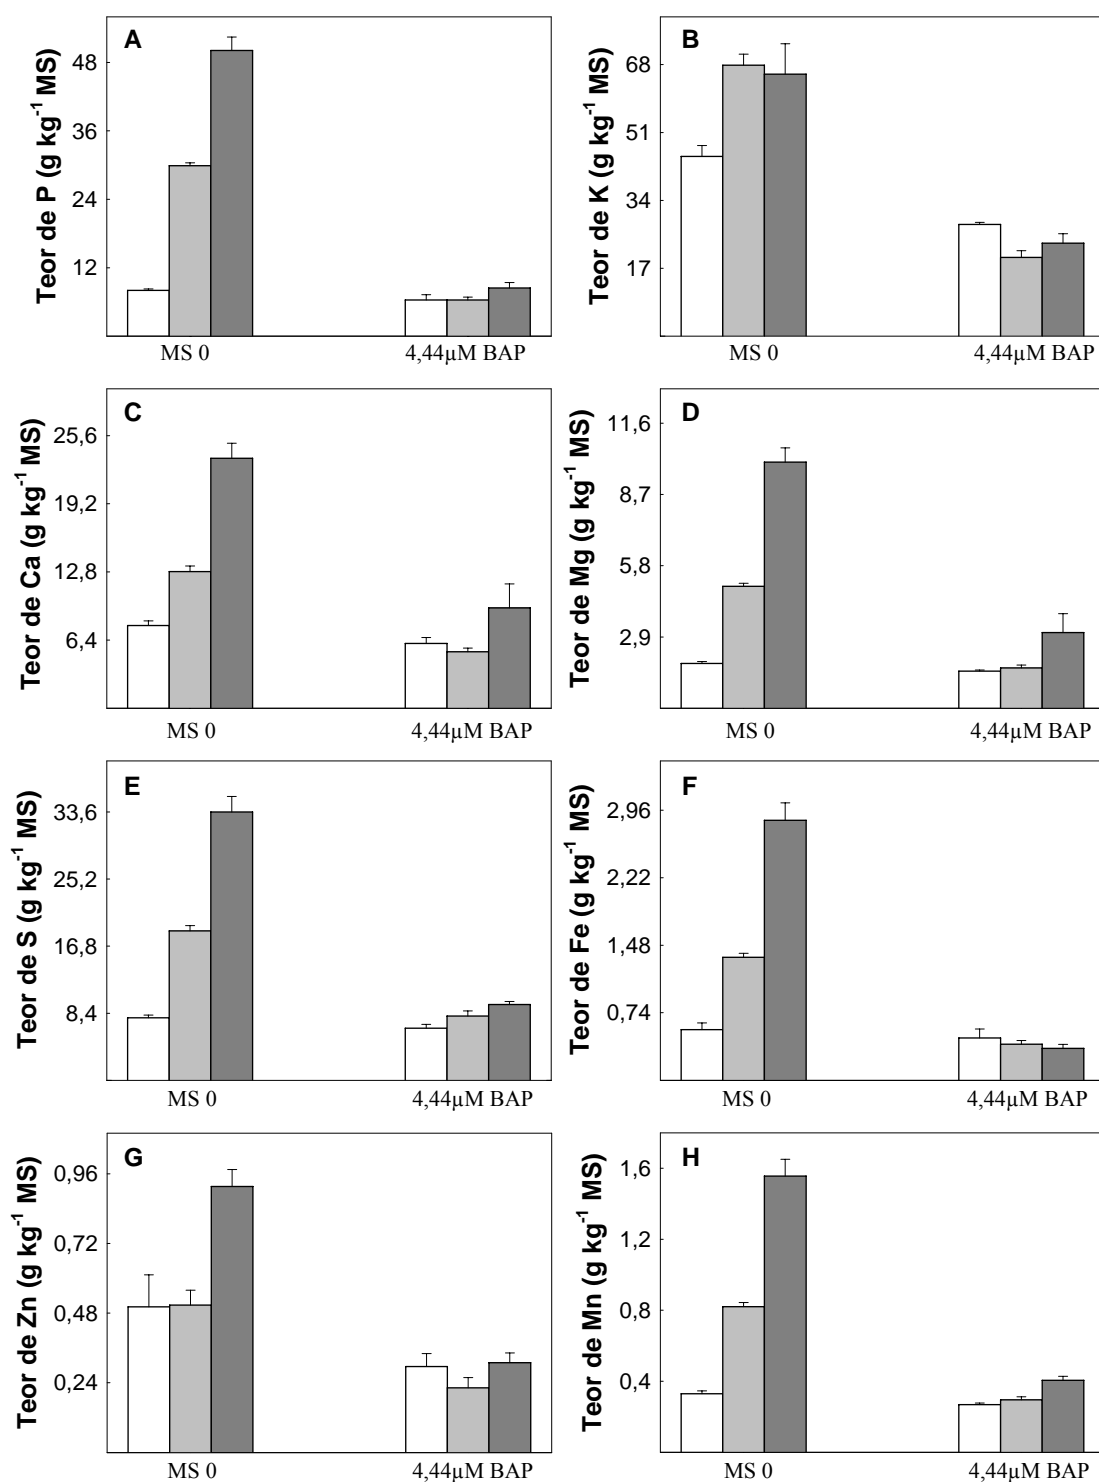 A
Teor de P (g kg⁻¹ MS)
48
36
24
12
MS 0
4,44µM BAP
B
Teor de K (g kg⁻¹ MS)
68
51
34
17
MS 0
4,44µM BAP
C
Teor de Ca (g kg⁻¹ MS)
25,6
19,2
12,8
6,4
MS 0
4,44µM BAP
D
Teor de Mg (g kg⁻¹ MS)
11,6
8,7
5,8
2,9
MS 0
4,44µM BAP
E
Teor de S (g kg⁻¹ MS)
33,6
25,2
16,8
8,4
MS 0
4,44µM BAP
F
Teor de Fe (g kg⁻¹ MS)
2,96
2,22
1,48
0,74
MS 0
4,44µM BAP
G
Teor de Zn (g kg⁻¹ MS)
0,96
0,72
0,48
0,24
MS 0
4,44µM BAP
H
Teor de Mn (g kg⁻¹ MS)
1,6
1,2
0,8
0,4
MS 0
4,44µM BAP